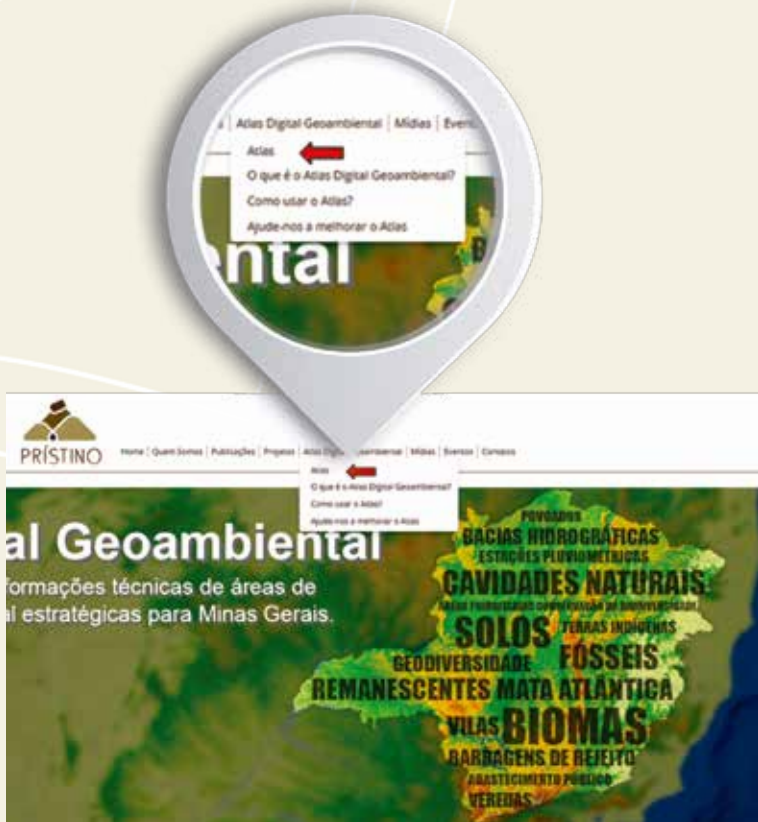 Atlas Digital Geoambiental | Mídias | Even
Atlas
O que é o Atlas Digital Geoambiental?
Como usar o Atlas?
Ajude-nos a melhorar o Atlas
ental
PRÍSTINO
Home | Quem Somos | Publicações | Projetos | Atlas Digital Geoambiental | Mídias | Eventos | Contatos
Atlas
O que é o Atlas Digital Geoambiental?
Como usar o Atlas?
Ajude-nos a melhorar o Atlas
al Geoambiental
formações técnicas de áreas de
al estratégicas para Minas Gerais.
POVOADOS
BACIAS HIDROGRÁFICAS
ESTAÇÕES PLUVIOMÉTRICAS
CAVIDADES NATURAIS
SOLOS TERRAS INDÍGENAS
GEODIVERSIDADE FÓSSEIS
REMANESCENTES MATA ATLÂNTICA
VILAS BIOMAS
BARRAGENS DE REJEITO
ABASTECIMENTO PÚBLICO
VEREDAS